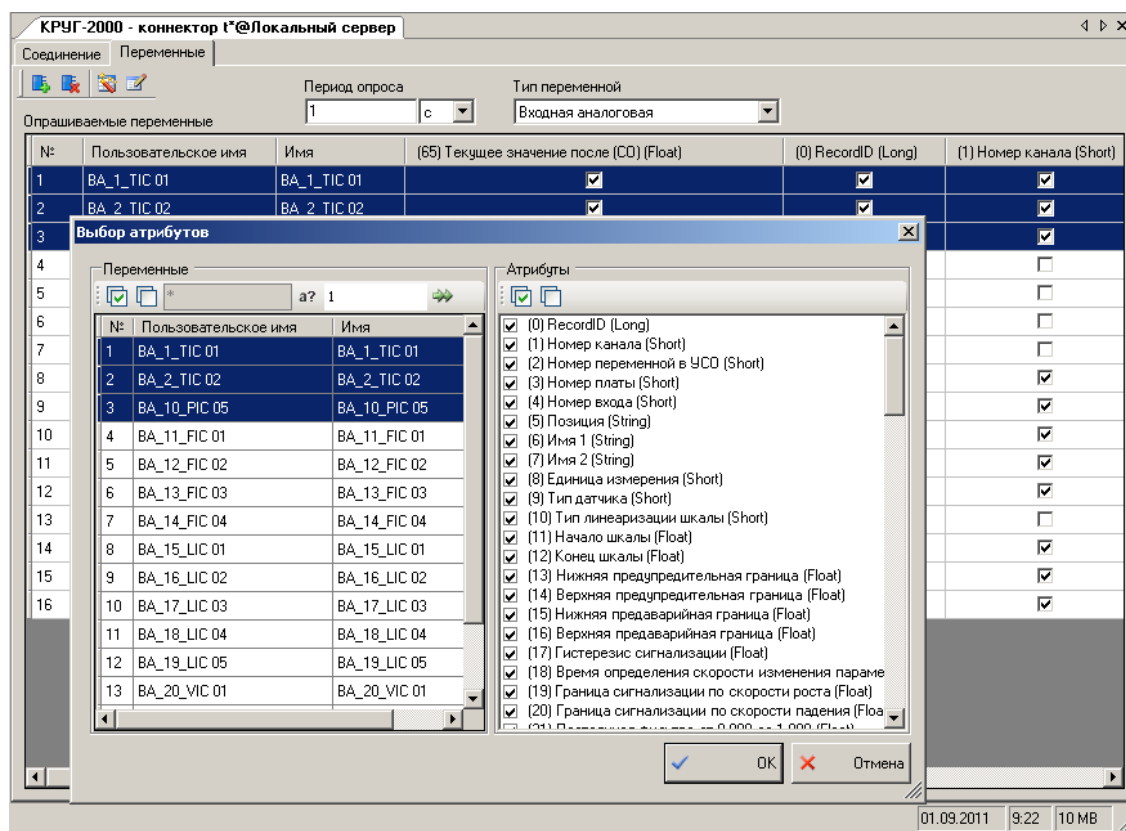 КРУГ-2000 - коннектор t*@Локальный сервер
Соединение Переменные
Период опроса Тип переменной
1 с Входная аналоговая
Опрашиваемые переменные
№ Пользовательское имя Имя (65) Текущее значение после (СО) (Float) (0) RecordID (Long) (1) Номер канала (Short)
1 BA_1_TIC 01 BA_1_TIC 01
2 BA_2_TIC 02 BA_2_TIC 02
3
4
5
6
7
8
9
10
11
12
13
14
15
16
Выбор атрибутов
Переменные
* a? 1
№ Пользовательское имя Имя
1 BA_1_TIC 01 BA_1_TIC 01
2 BA_2_TIC 02 BA_2_TIC 02
3 BA_10_PIC 05 BA_10_PIC 05
4 BA_11_FIC 01 BA_11_FIC 01
5 BA_12_FIC 02 BA_12_FIC 02
6 BA_13_FIC 03 BA_13_FIC 03
7 BA_14_FIC 04 BA_14_FIC 04
8 BA_15_LIC 01 BA_15_LIC 01
9 BA_16_LIC 02 BA_16_LIC 02
10 BA_17_LIC 03 BA_17_LIC 03
11 BA_18_LIC 04 BA_18_LIC 04
12 BA_19_LIC 05 BA_19_LIC 05
13 BA_20_VIC 01 BA_20_VIC 01
Атрибуты
(0) RecordID (Long)
(1) Номер канала (Short)
(2) Номер переменной в УСО (Short)
(3) Номер платы (Short)
(4) Номер входа (Short)
(5) Позиция (String)
(6) Имя 1 (String)
(7) Имя 2 (String)
(8) Единица измерения (Short)
(9) Тип датчика (Short)
(10) Тип линеаризации шкалы (Short)
(11) Начало шкалы (Float)
(12) Конец шкалы (Float)
(13) Нижняя предупредительная граница (Float)
(14) Верхняя предупредительная граница (Float)
(15) Нижняя предаварийная граница (Float)
(16) Верхняя предаварийная граница (Float)
(17) Гистерезис сигнализации (Float)
(18) Время определения скорости изменения параме
(19) Граница сигнализации по скорости роста (Float)
(20) Граница сигнализации по скорости падения (Floa
OK Отмена
01.09.2011 9:22 10 MB